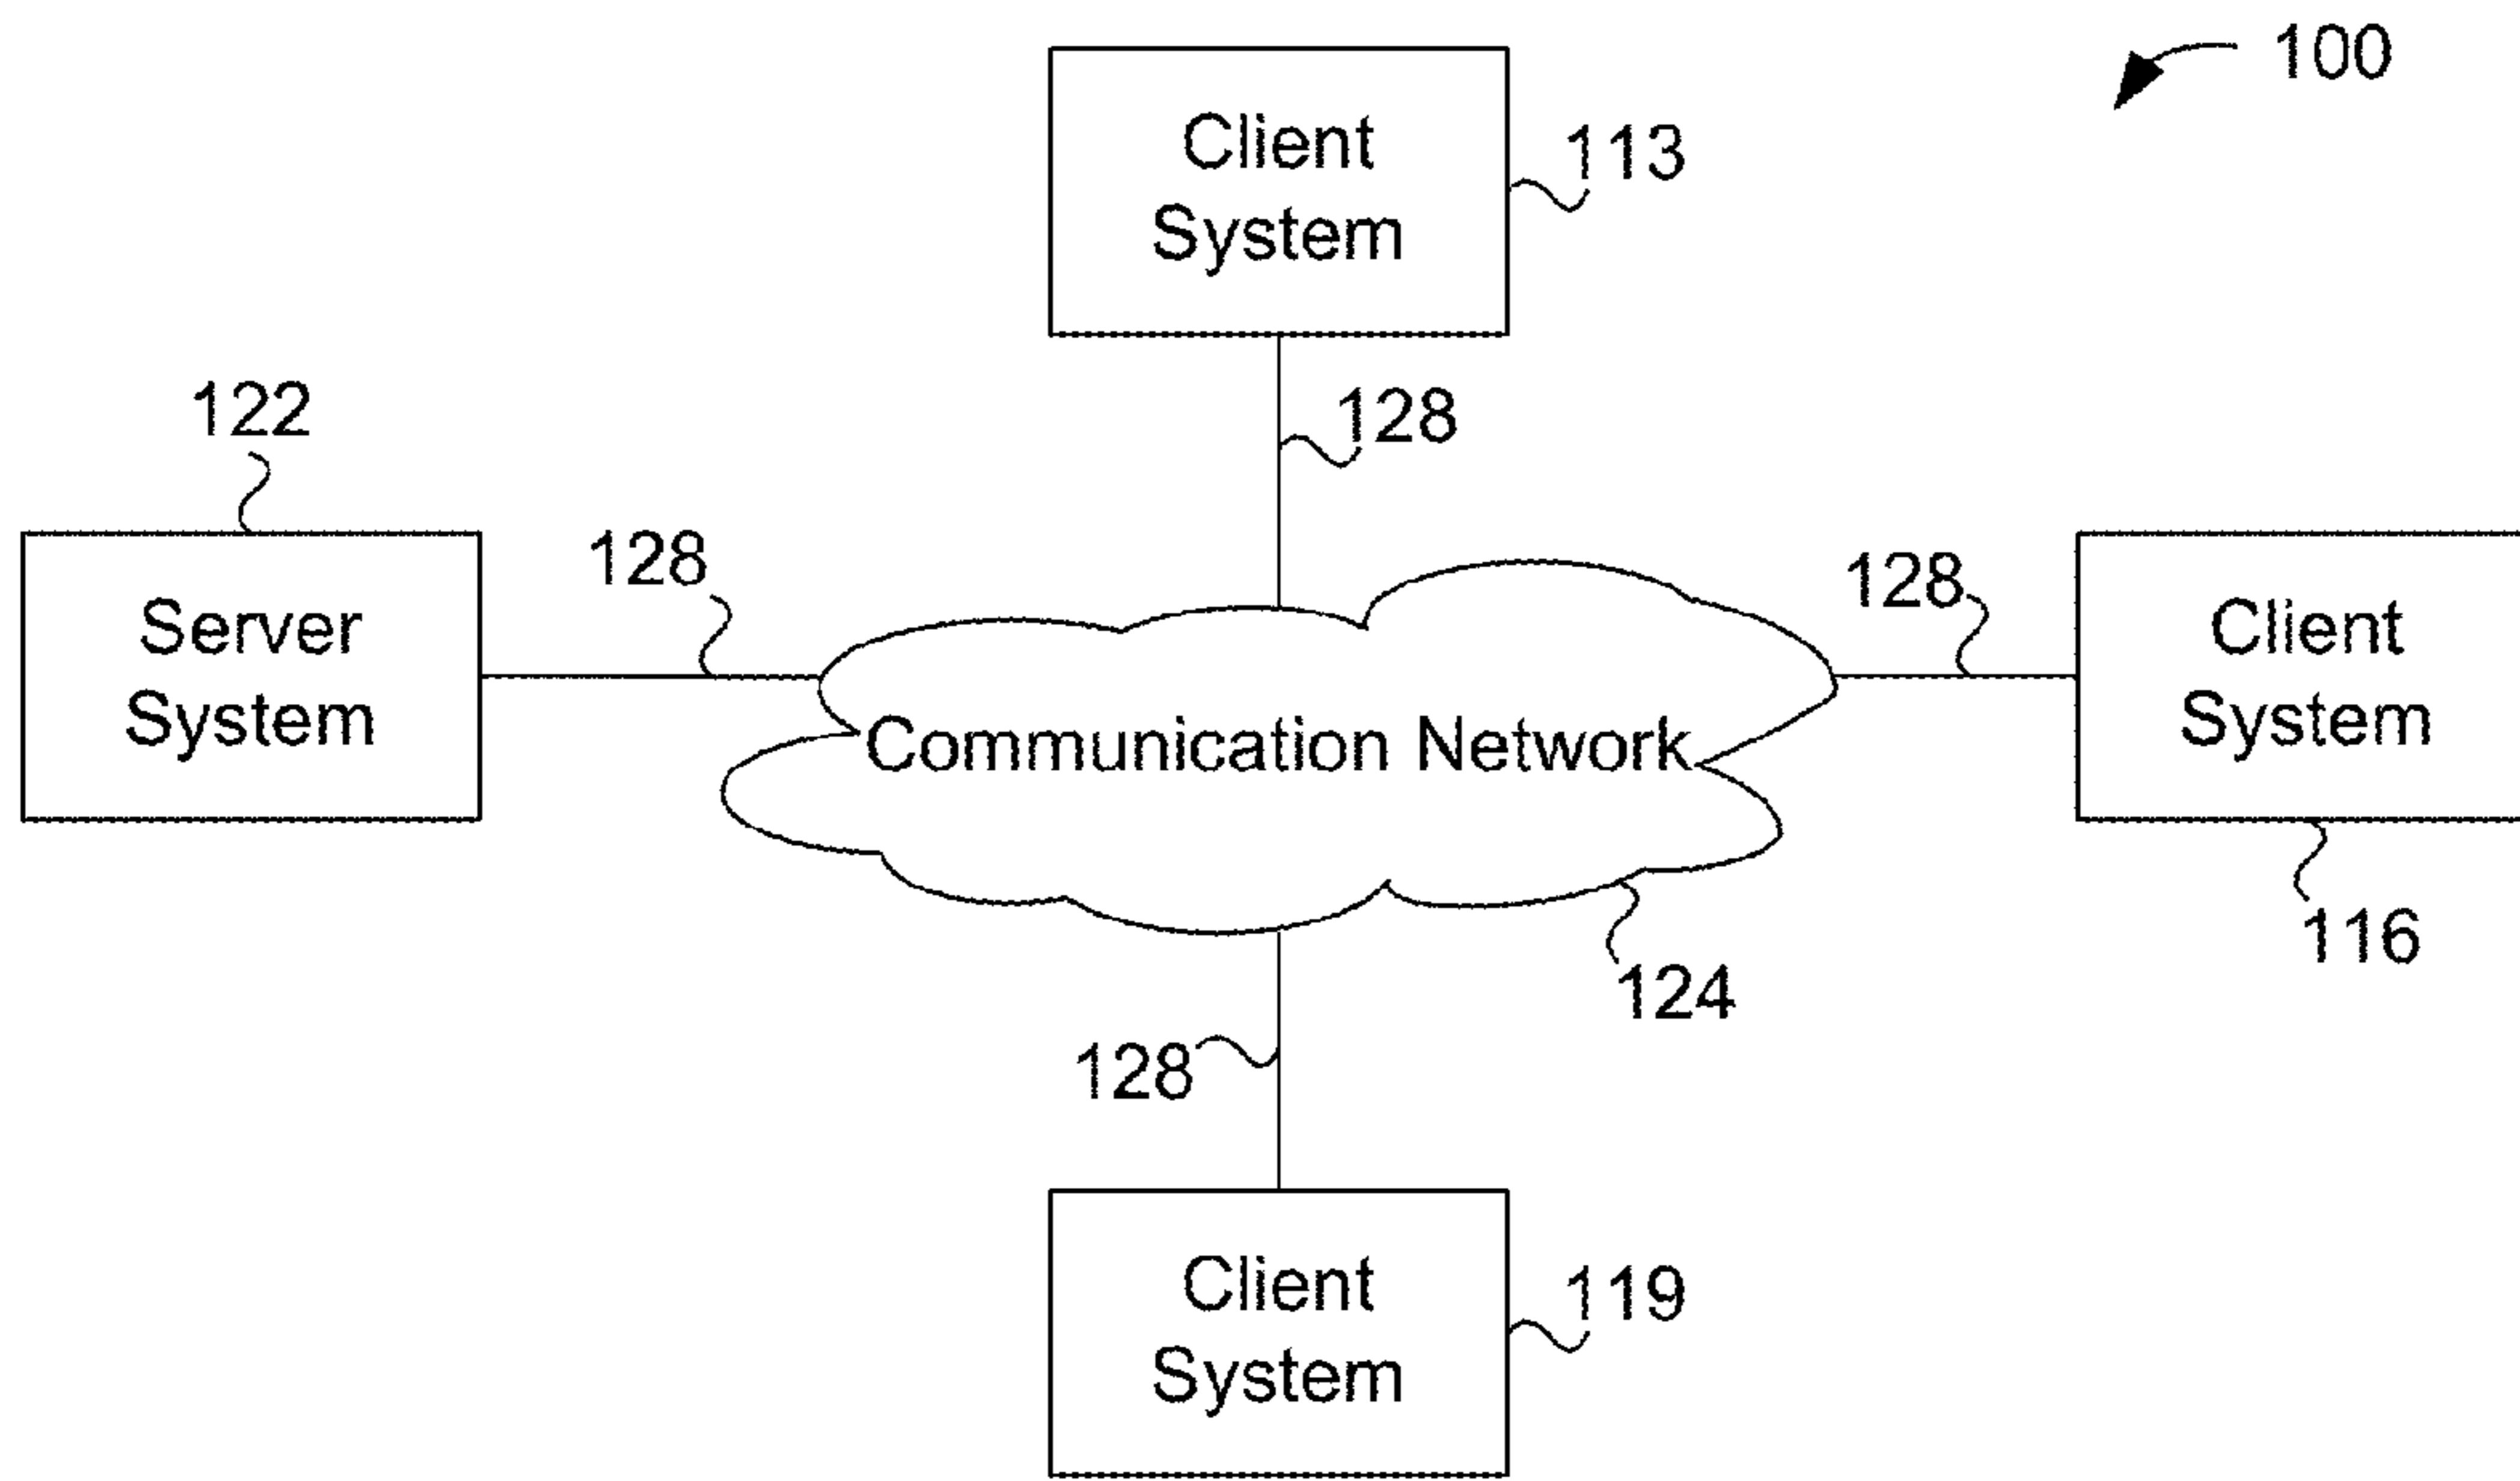 100
Client
System
113
122
128
128
128
Server
System
Client
System
Communication Network
116
124
128
Client
System
119